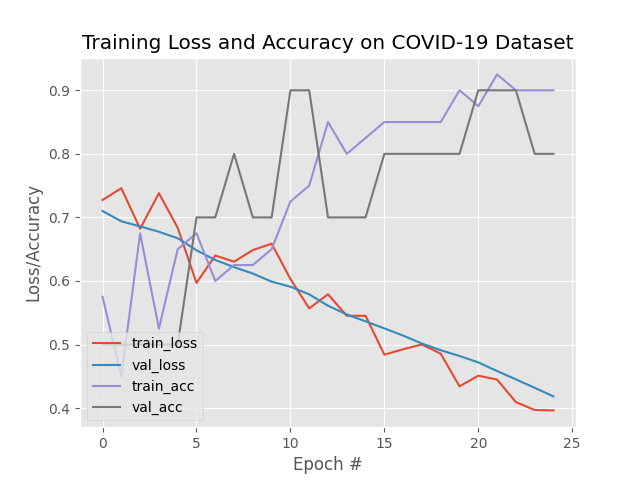 Training Loss and Accuracy on COVID-19 Dataset
Loss/Accuracy
0.9
0.8
0.7
0.6
0.5
0.4
train_loss
val_loss
train_acc
val_acc
0 5 10 15 20 25
Epoch #